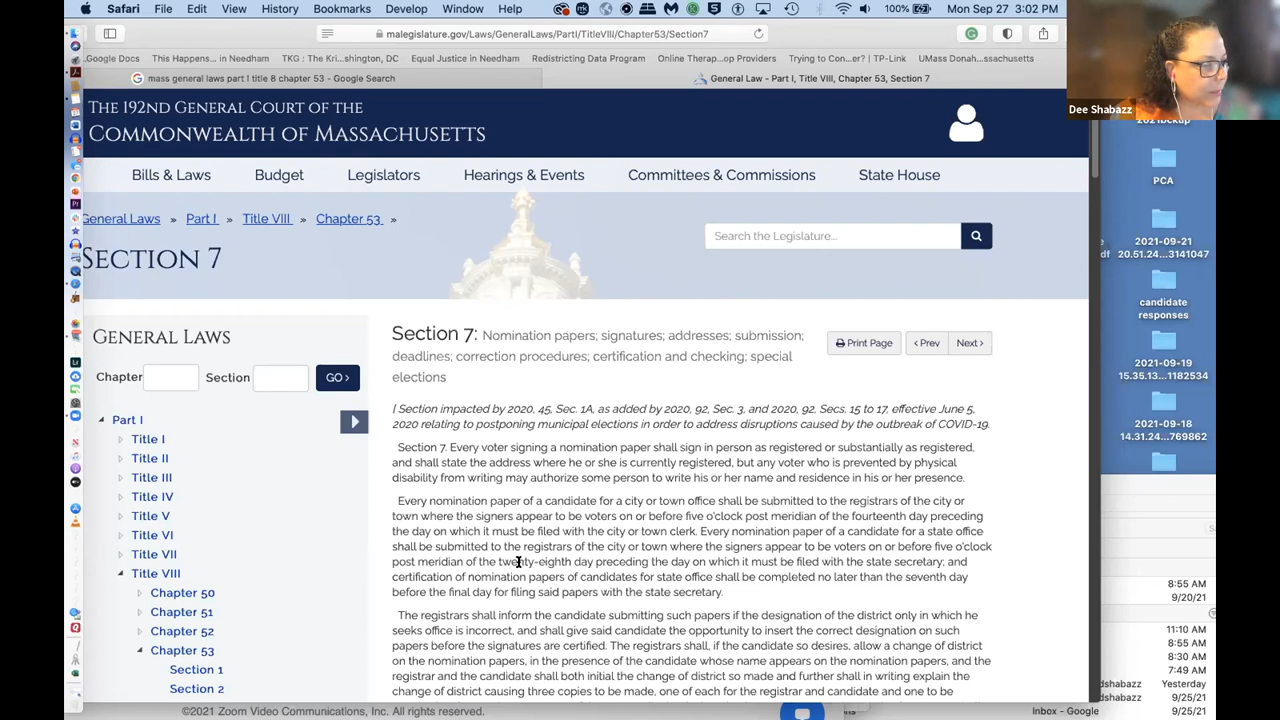 Safari File Edit View History Bookmarks Develop Window Help 100% Mon Sep 27 3:02 PM
malegislature.gov/Laws/GeneralLaws/PartI/TitleVIII/Chapter53/Section7
Google Docs This Happens in Needham TKG : The Kri...shington, DC Equal Justice in Needham Redistricting Data Program Online Therap...op Providers Trying to Con...er? | TP-Link UMass Donah...ssachusetts
mass general laws part I title 8 chapter 53 - Google Search General Law - Part I, Title VIII, Chapter 53, Section 7
Dee Shabazz
THE 192ND GENERAL COURT OF THE
COMMONWEALTH OF MASSACHUSETTS
Bills & Laws Budget Legislators Hearings & Events Committees & Commissions State House
General Laws » Part I » Title VIII » Chapter 53 »
SECTION 7
Search the Legislature...
GENERAL LAWS
Chapter Section GO ›
Part I
Title I
Title II
Title III
Title IV
Title V
Title VI
Title VII
Title VIII
Chapter 50
Chapter 51
Chapter 52
Chapter 53
Section 1
Section 2
Section 7: Nomination papers; signatures; addresses; submission;
deadlines; correction procedures; certification and checking; special
elections
Print Page ‹ Prev Next ›
[ Section impacted by 2020, 45, Sec. 1A, as added by 2020, 92, Sec. 3, and 2020, 92, Secs. 15 to 17, effective June 5,
2020 relating to postponing municipal elections in order to address disruptions caused by the outbreak of COVID-19.
Section 7. Every voter signing a nomination paper shall sign in person as registered or substantially as registered,
and shall state the address where he or she is currently registered, but any voter who is prevented by physical
disability from writing may authorize some person to write his or her name and residence in his or her presence.
Every nomination paper of a candidate for a city or town office shall be submitted to the registrars of the city or
town where the signers appear to be voters on or before five o'clock post meridian of the fourteenth day preceding
the day on which it must be filed with the city or town clerk. Every nomination paper of a candidate for a state office
shall be submitted to the registrars of the city or town where the signers appear to be voters on or before five o'clock
post meridian of the twenty-eighth day preceding the day on which it must be filed with the state secretary; and
certification of nomination papers of candidates for state office shall be completed no later than the seventh day
before the final day for filing said papers with the state secretary.
The registrars shall inform the candidate submitting such papers if the designation of the district only in which he
seeks office is incorrect, and shall give said candidate the opportunity to insert the correct designation on such
papers before the signatures are certified. The registrars shall, if the candidate so desires, allow a change of district
on the nomination papers, in the presence of the candidate whose name appears on the nomination papers, and the
registrar and the candidate shall both initial the change of district so made and further shall in writing explain the
change of district causing three copies to be made, one of each for the registrar and candidate and one to be
PCA
2021-09-21
20.51.24...3141047
candidate
responses
2021-09-19
15.35.13...1182534
2021-09-18
14.31.24...769862
8:55 AM
9/20/21
11:10 AM
8:55 AM
8:30 AM
7:49 AM
dshabazz Yesterday
dshabazz 9/25/21
Inbox - Google 9/25/21
©2021 Zoom Video Communications, Inc. All rights reserved.